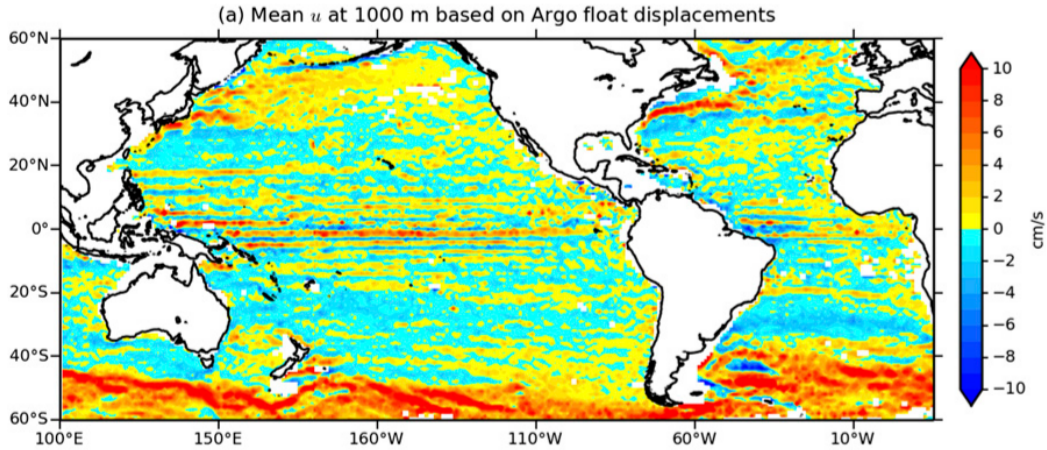 (a) Mean u at 1000 m based on Argo float displacements
60°N
40°N
20°N
0°
20°S
40°S
60°S
100°E
150°E
160°W
110°W
60°W
10°W
10
8
6
4
2
0
−2
−4
−6
−8
−10
cm/s